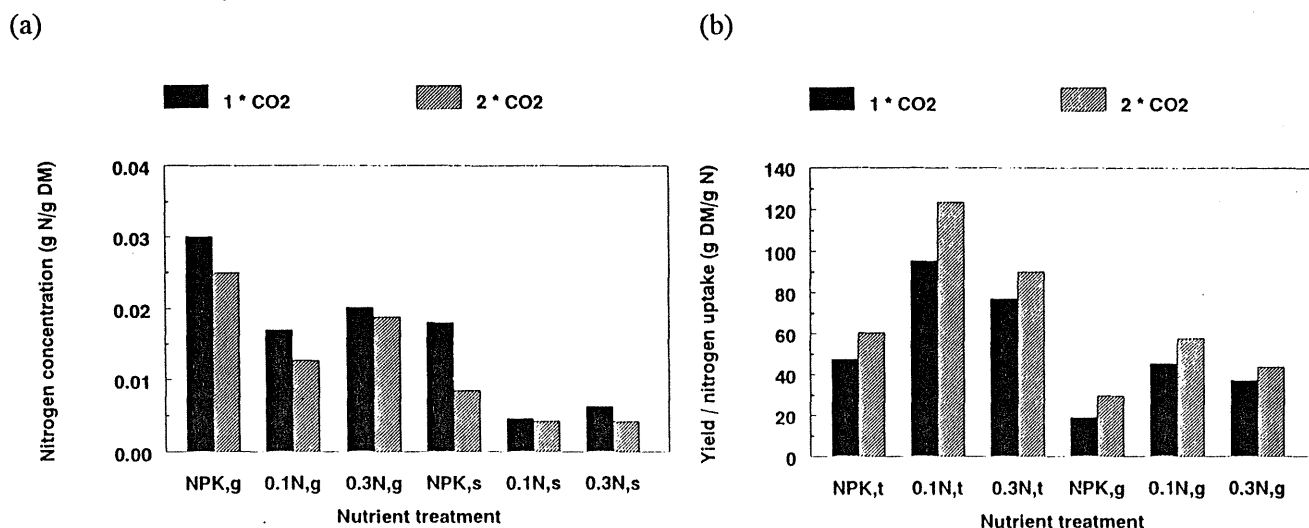 (a)
1 * CO2
2 * CO2
Nitrogen concentration (g N/g DM)
0.04
0.03
0.02
0.01
0.00
NPK,g 0.1N,g 0.3N,g NPK,s 0.1N,s 0.3N,s
Nutrient treatment
(b)
1 * CO2
2 * CO2
Yield / nitrogen uptake (g DM/g N)
140
120
100
80
60
40
20
0
NPK,t 0.1N,t 0.3N,t NPK,g 0.1N,g 0.3N,g
Nutrient treatment